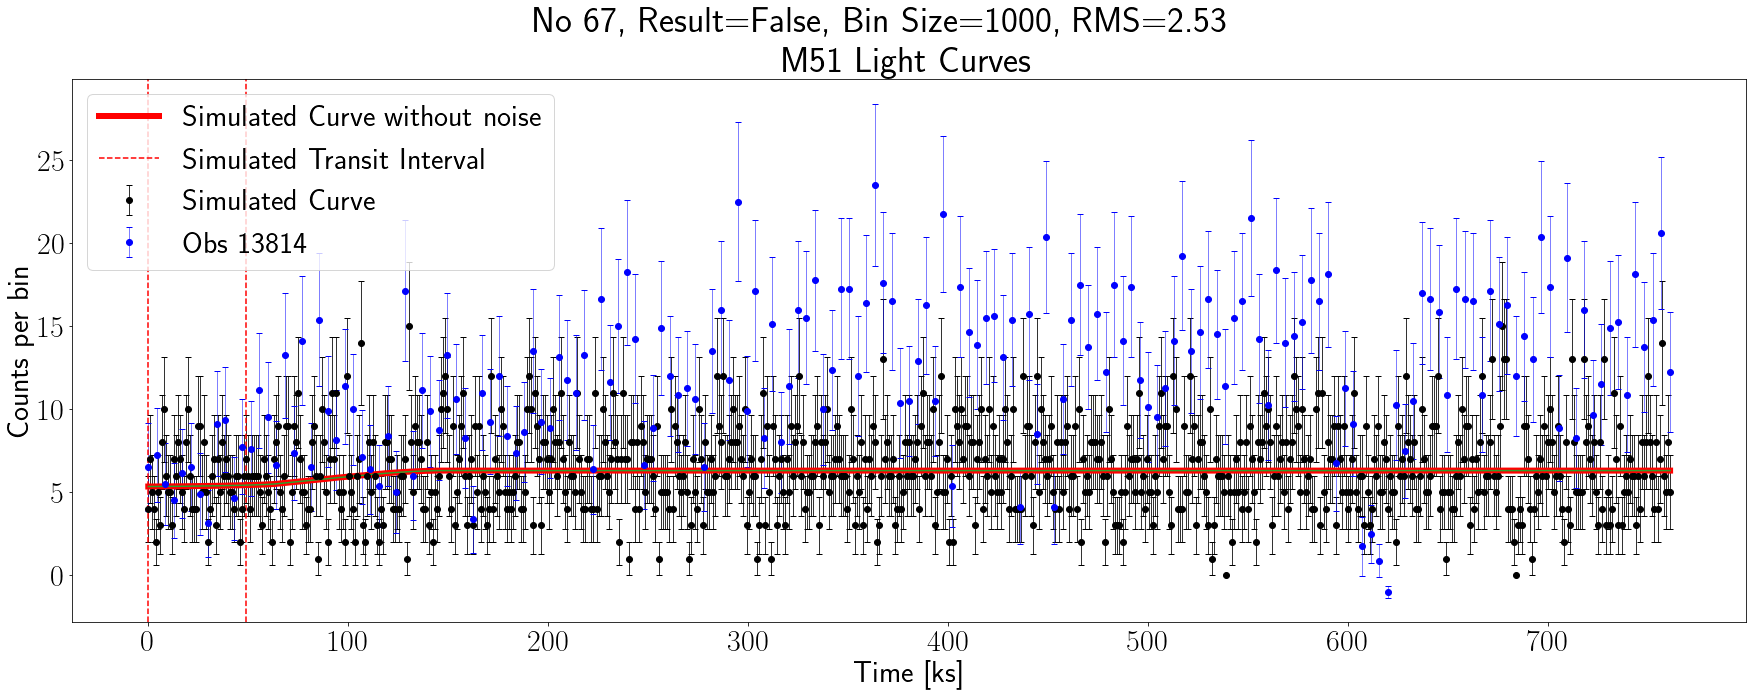 No 67, Result=False, Bin Size=1000, RMS=2.53
M51 Light Curves
Simulated Curve without noise
Simulated Transit Interval
Simulated Curve
Obs 13814
Counts per bin
25
20
15
10
5
0
0 100 200 300 400 500 600 700
Time [ks]